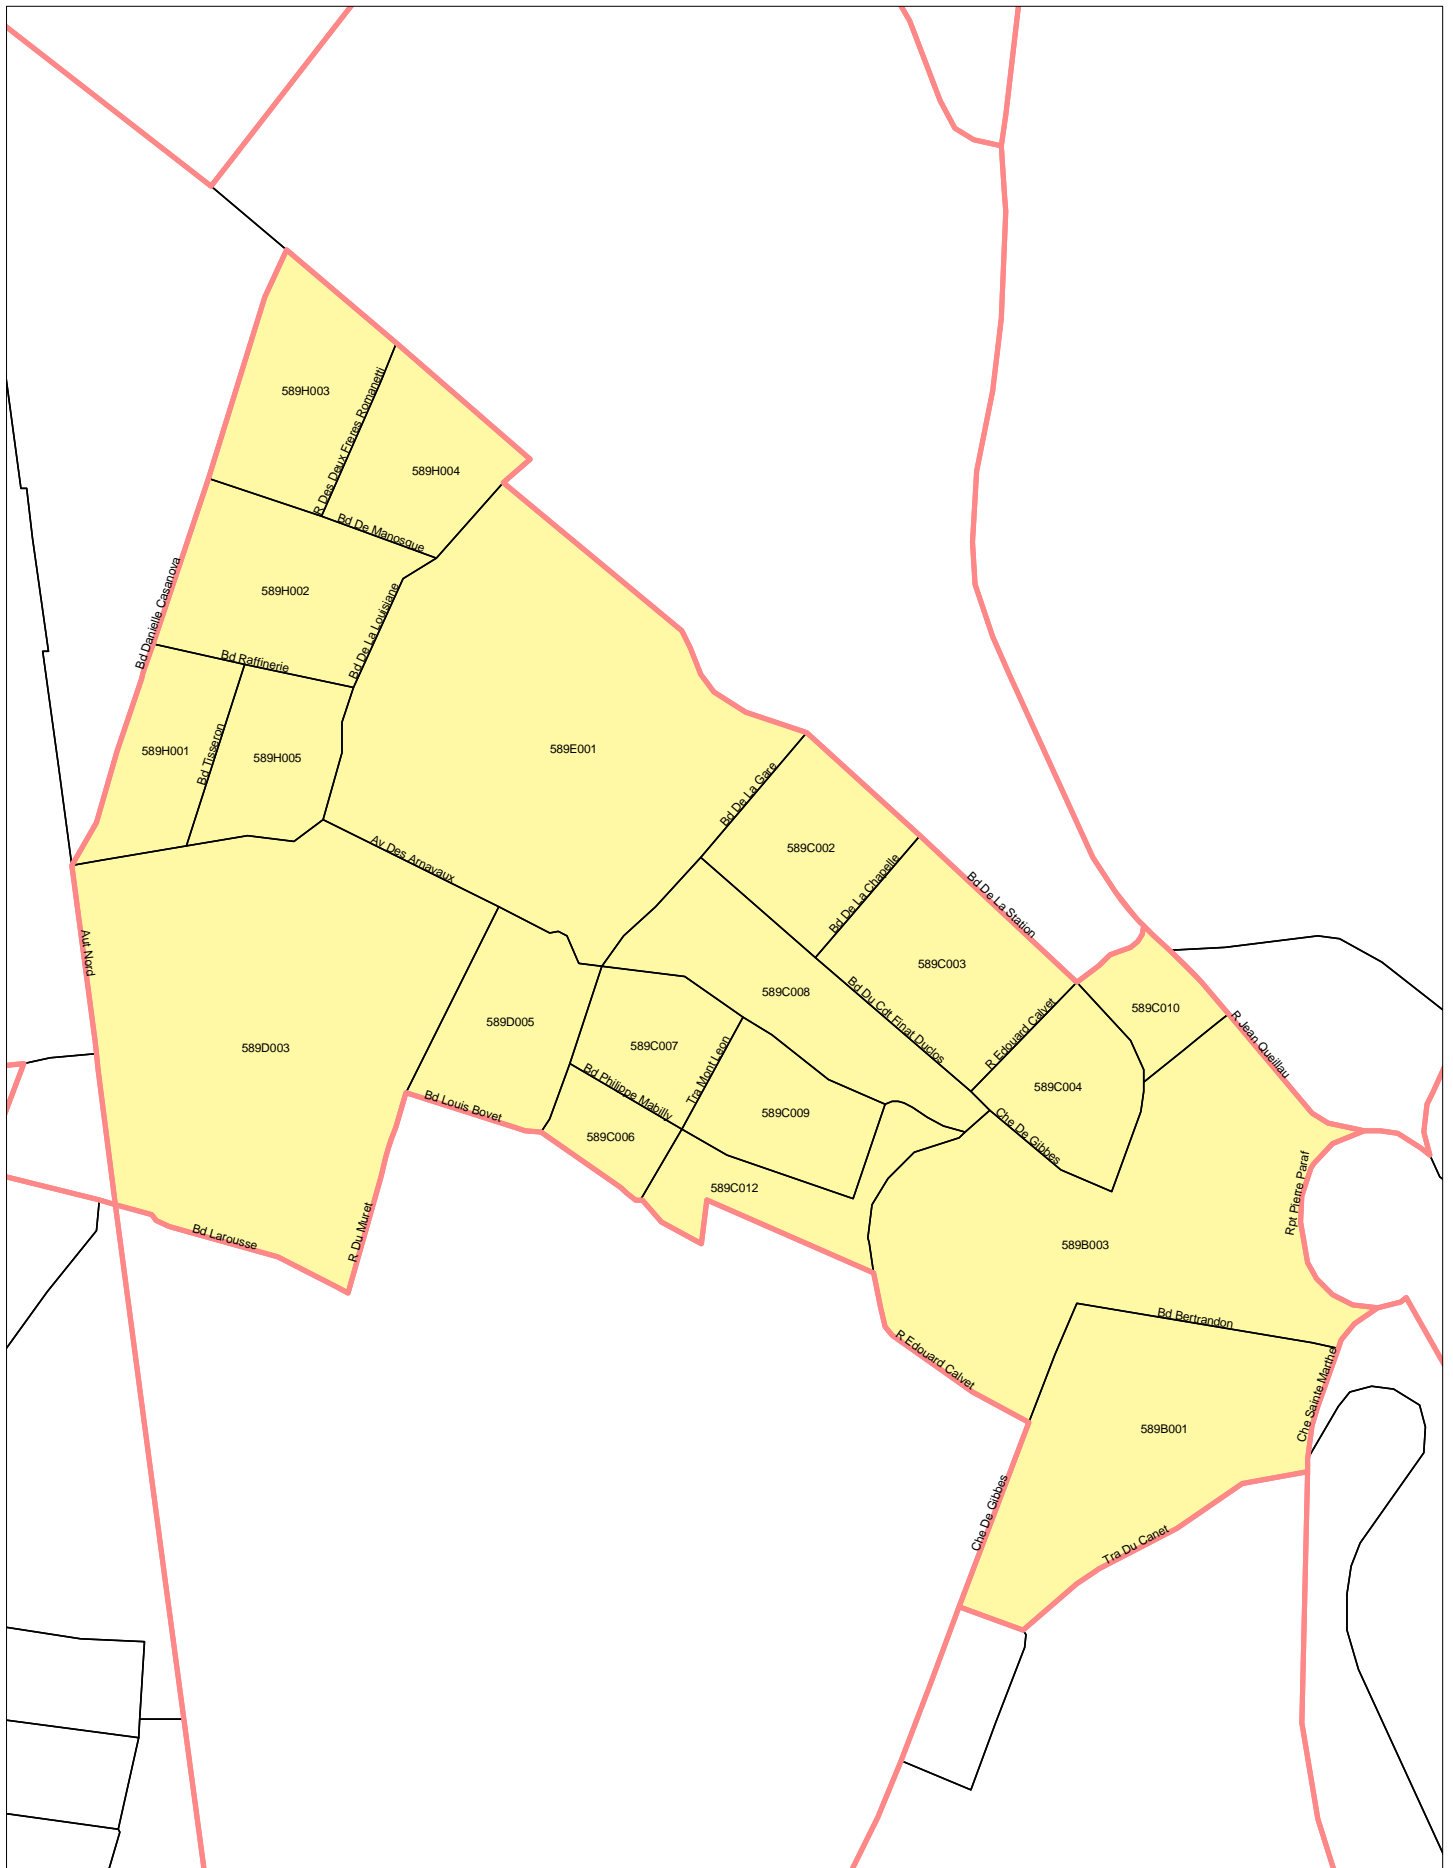 589H003
R Des Deux Freres Romanetti
589H004
Bd De Manosque
Bd Danielle Casanova
589H002
Bd De La Louisiane
Bd Raffinerie
589H001
Bd Tisseron
589H005
589E001
Bd De La Gare
589C002
Bd De La Chapelle
Av Des Arnavaux
Bd De La Station
Aut Nord
589C003
589C008
Bd Du Cdt Finat Duclos
589C010
589D005
R Edouard Calvet
R Jean Queillau
589D003
589C007
Tra Mont Leon
589C004
Bd Philippe Mabilly
Bd Louis Bovet
589C009
Che De Gibbes
589C006
589C012
Rpt Pierre Paraf
Bd Larousse
R Du Muret
589B003
Bd Bertrandon
R Edouard Calvet
Che Sainte Marthe
589B001
Che De Gibbes
Tra Du Canet